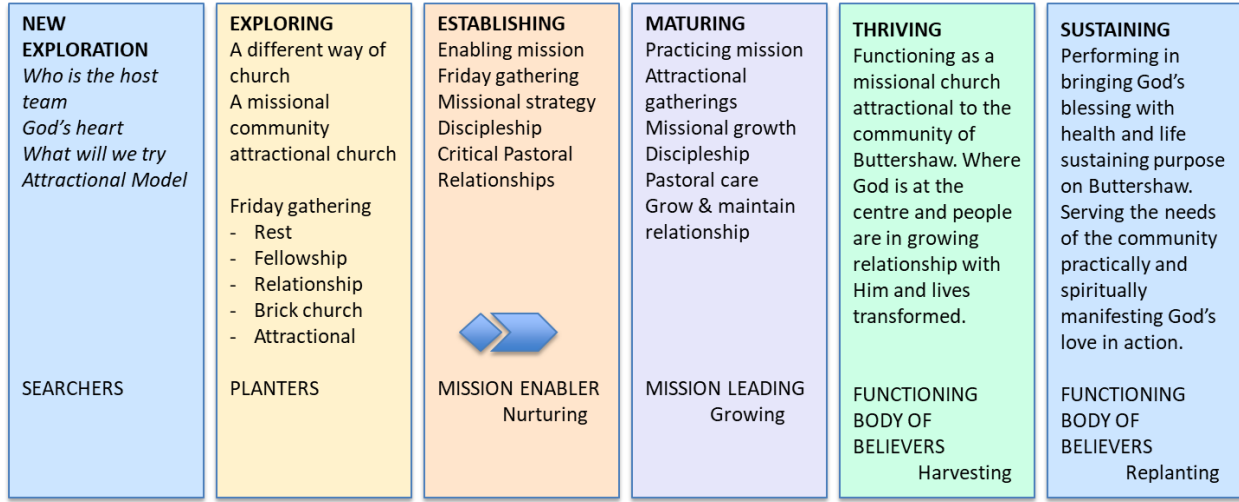 NEW
EXPLORATION
Who is the host
team
God's heart
What will we try
Attractional Model
SEARCHERS
EXPLORING
A different way of
church
A missional
community
attractional church
Friday gathering
- Rest
- Fellowship
- Relationship
- Brick church
- Attractional
PLANTERS
ESTABLISHING
Enabling mission
Friday gathering
Missional strategy
Discipleship
Critical Pastoral
Relationships
MISSION ENABLER
Nurturing
MATURING
Practicing mission
Attractional
gatherings
Missional growth
Discipleship
Pastoral care
Grow & maintain
relationship
MISSION LEADING
Growing
THRIVING
Functioning as a
missional church
attractional to the
community of
Buttershaw. Where
God is at the
centre and people
are in growing
relationship with
Him and lives
transformed.
FUNCTIONING
BODY OF
BELIEVERS
Harvesting
SUSTAINING
Performing in
bringing God's
blessing with
health and life
sustaining purpose
on Buttershaw.
Serving the needs
of the community
practically and
spiritually
manifesting God's
love in action.
FUNCTIONING
BODY OF
BELIEVERS
Replanting